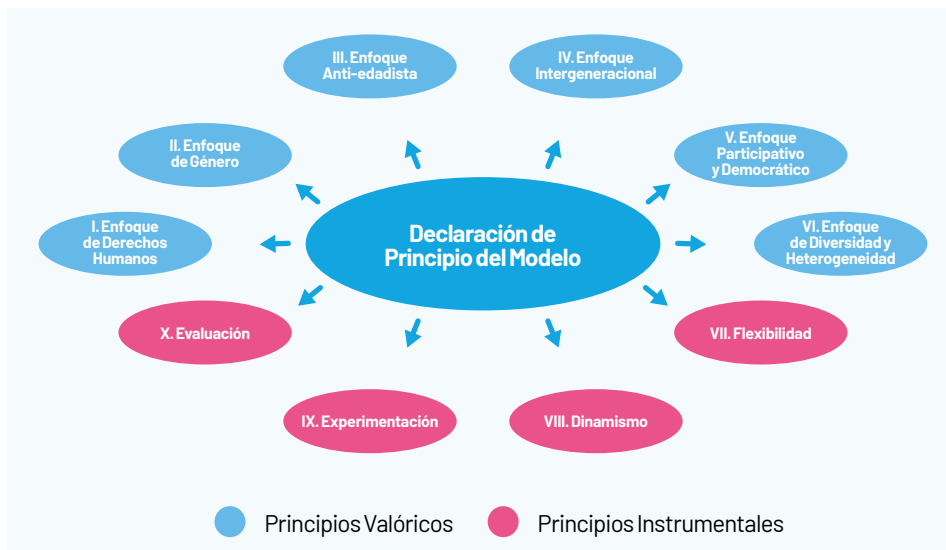 III. Enfoque
Anti-edadista
IV. Enfoque
Intergeneracional
II. Enfoque
de Género
V. Enfoque
Participativo
y Democrático
I. Enfoque
de Derechos
Humanos
Declaración de
Principio del Modelo
VI. Enfoque
de Diversidad y
Heterogeneidad
X. Evaluación
VII. Flexibilidad
IX. Experimentación
VIII. Dinamismo
Principios Valóricos
Principios Instrumentales